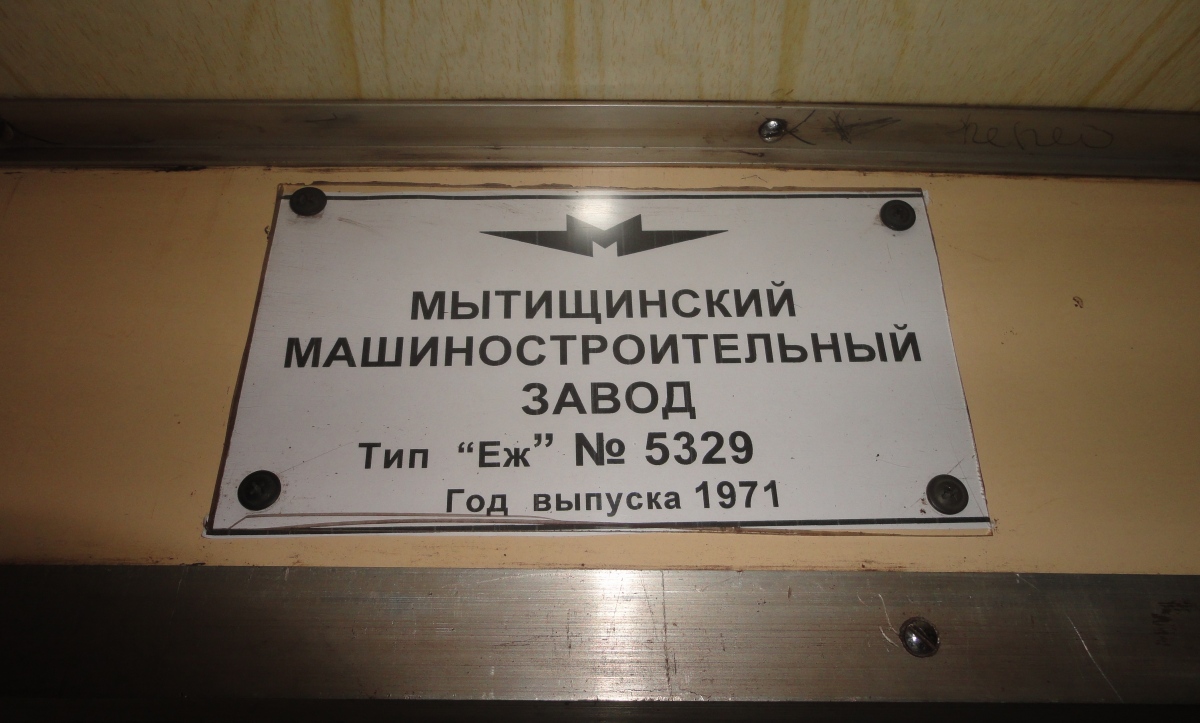 МЫТИЩИНСКИЙ
МАШИНОСТРОИТЕЛЬНЫЙ
ЗАВОД
Тип “Еж” № 5329
Год выпуска 1971